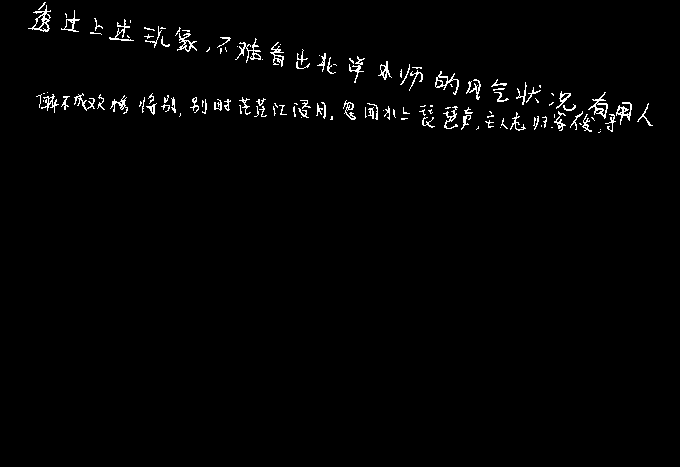 透过上述现象,不难看出北洋水师的风气状况,有用人
醉不成欢惨将别,别时茫茫江浸月,忽闻水上琵琶声,主人忘归客不发,寻